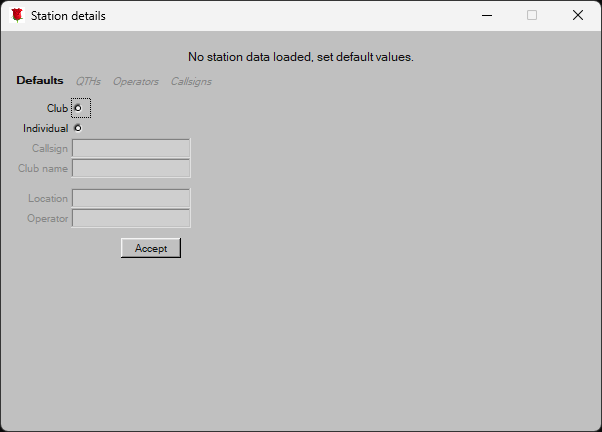 Station details
No station data loaded, set default values.
Defaults QTHs Operators Callsigns
Club
Individual
Callsign
Club name
Location
Operator
Accept